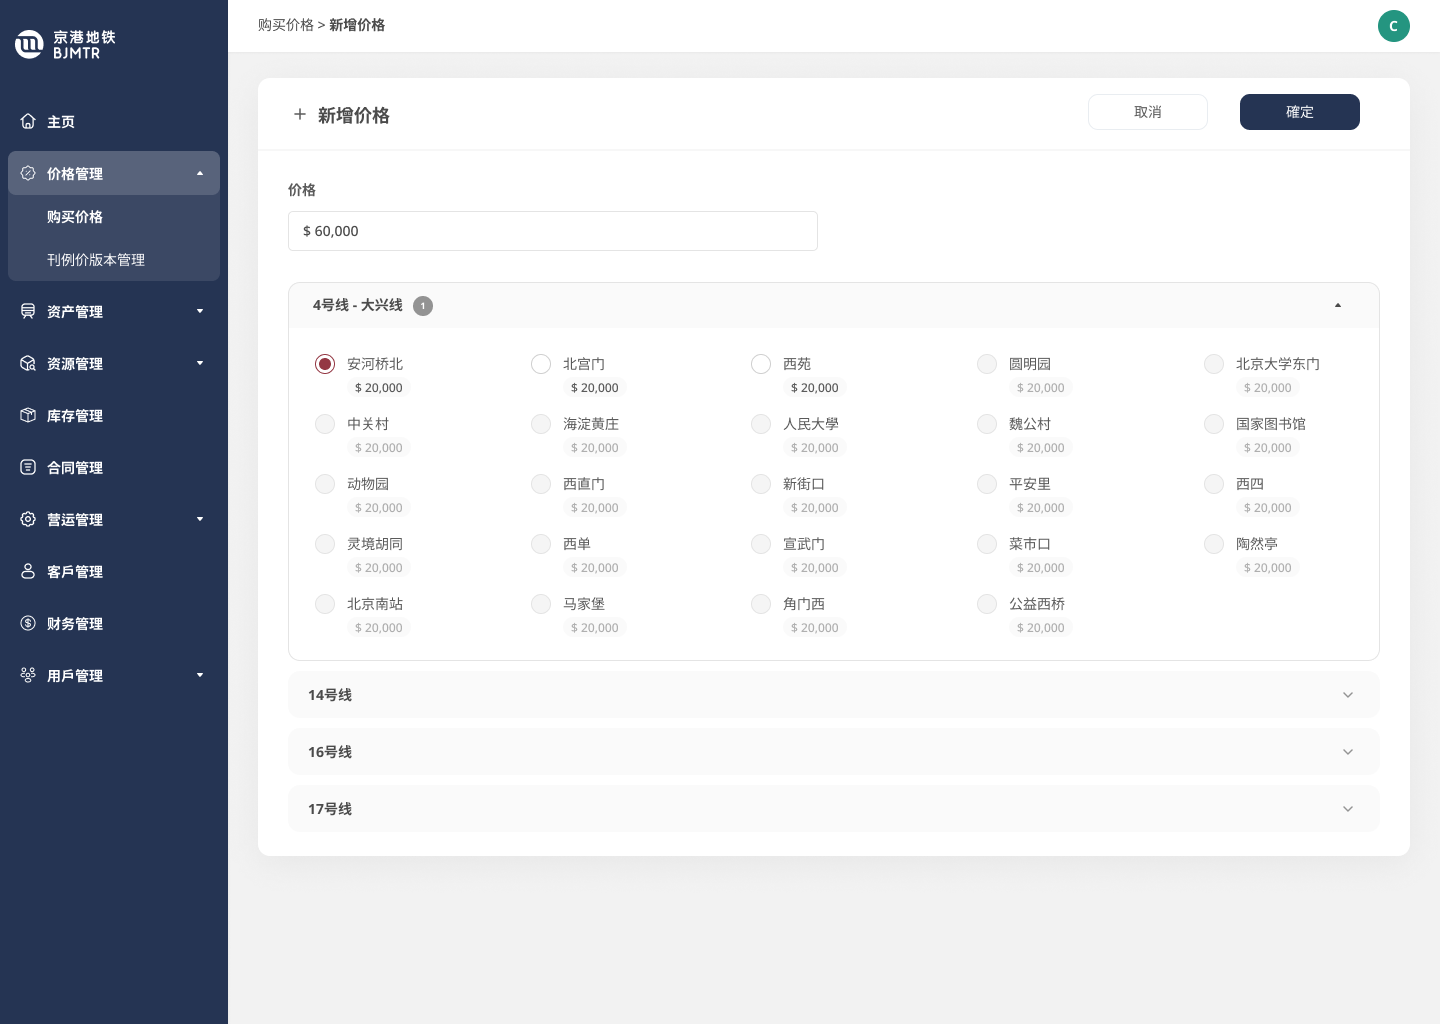 京港地铁
BJMTR
购买价格 > 新增价格
C
主页
价格管理
购买价格
刊例价版本管理
资产管理
资源管理
库存管理
合同管理
营运管理
客戶管理
财务管理
用戶管理
+ 新增价格
取消
確定
价格
$ 60,000
4号线 - 大兴线 1
安河桥北 北宫门 西苑 圆明园 北京大学东门
$ 20,000 $ 20,000 $ 20,000 $ 20,000 $ 20,000
中关村 海淀黄庄 人民大學 魏公村 国家图书馆
$ 20,000 $ 20,000 $ 20,000 $ 20,000 $ 20,000
动物园 西直门 新街口 平安里 西四
$ 20,000 $ 20,000 $ 20,000 $ 20,000 $ 20,000
灵境胡同 西单 宣武门 菜市口 陶然亭
$ 20,000 $ 20,000 $ 20,000 $ 20,000 $ 20,000
北京南站 马家堡 角门西 公益西桥
$ 20,000 $ 20,000 $ 20,000 $ 20,000
14号线
16号线
17号线